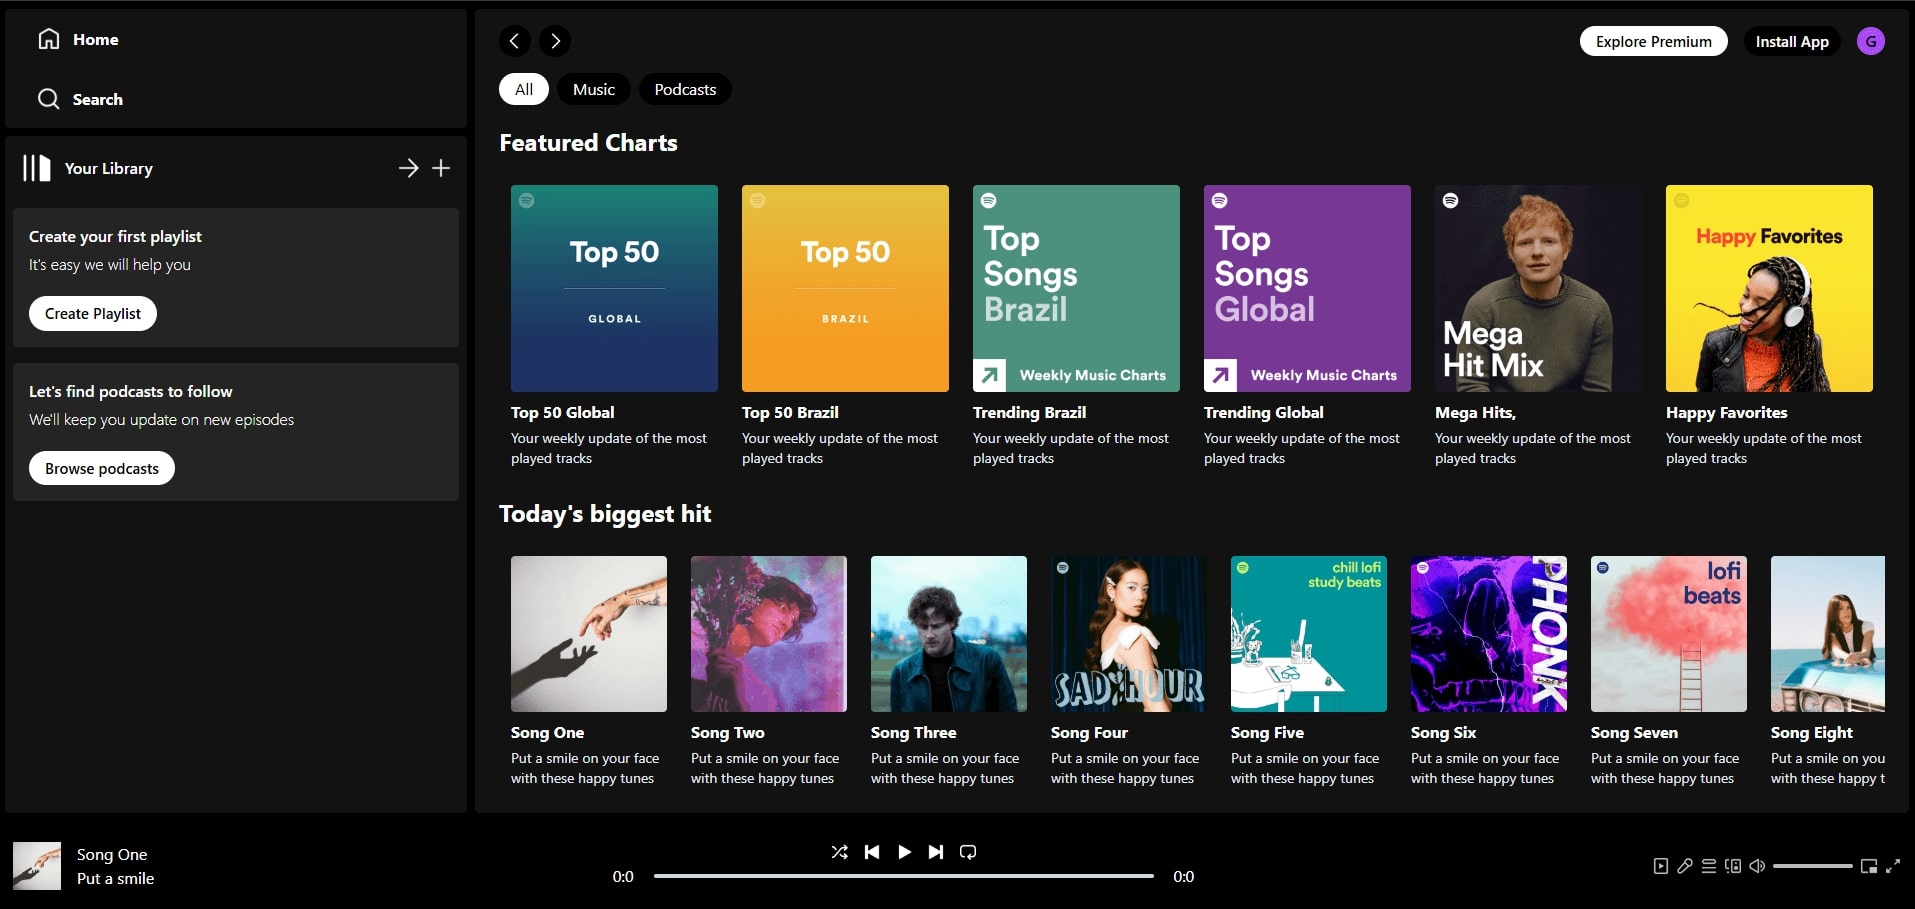 Home
Search
Your Library
Create your first playlist
It's easy we will help you
Create Playlist
Let's find podcasts to follow
We'll keep you update on new episodes
Browse podcasts
Explore Premium
Install App
G
All
Music
Podcasts
Featured Charts
Top 50
GLOBAL
Top 50 Global
Your weekly update of the most
played tracks
Top 50
BRAZIL
Top 50 Brazil
Your weekly update of the most
played tracks
Top
Songs
Brazil
Weekly Music Charts
Trending Brazil
Your weekly update of the most
played tracks
Top
Songs
Global
Weekly Music Charts
Trending Global
Your weekly update of the most
played tracks
Mega
Hit Mix
Mega Hits,
Your weekly update of the most
played tracks
Happy Favorites
Happy Favorites
Your weekly update of the most
played tracks
Today's biggest hit
Song One
Put a smile on your face
with these happy tunes
Song Two
Put a smile on your face
with these happy tunes
Song Three
Put a smile on your face
with these happy tunes
SAD HOUR
Song Four
Put a smile on your face
with these happy tunes
chill lofi
study beats
Song Five
Put a smile on your face
with these happy tunes
PHONK
Song Six
Put a smile on your face
with these happy tunes
lofi
beats
Song Seven
Put a smile on your face
with these happy tunes
Song Eight
Put a smile on you
with these happy t
Song One
Put a smile
0:0
0:0